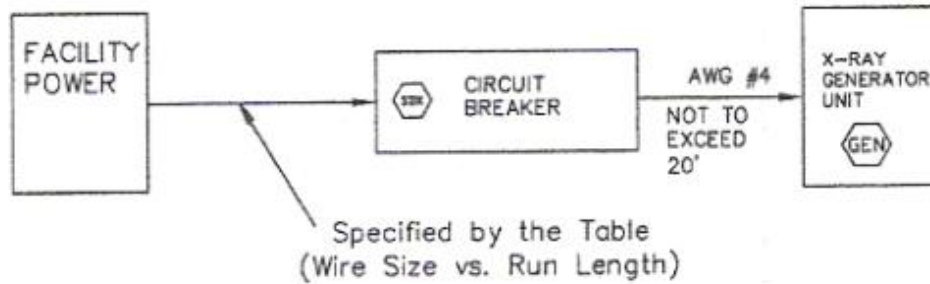 FACILITY
POWER
CIRCUIT
BREAKER
AWG #4
NOT TO
EXCEED
20'
X-RAY
GENERATOR
UNIT
GEN
Specified by the Table
(Wire Size vs. Run Length)